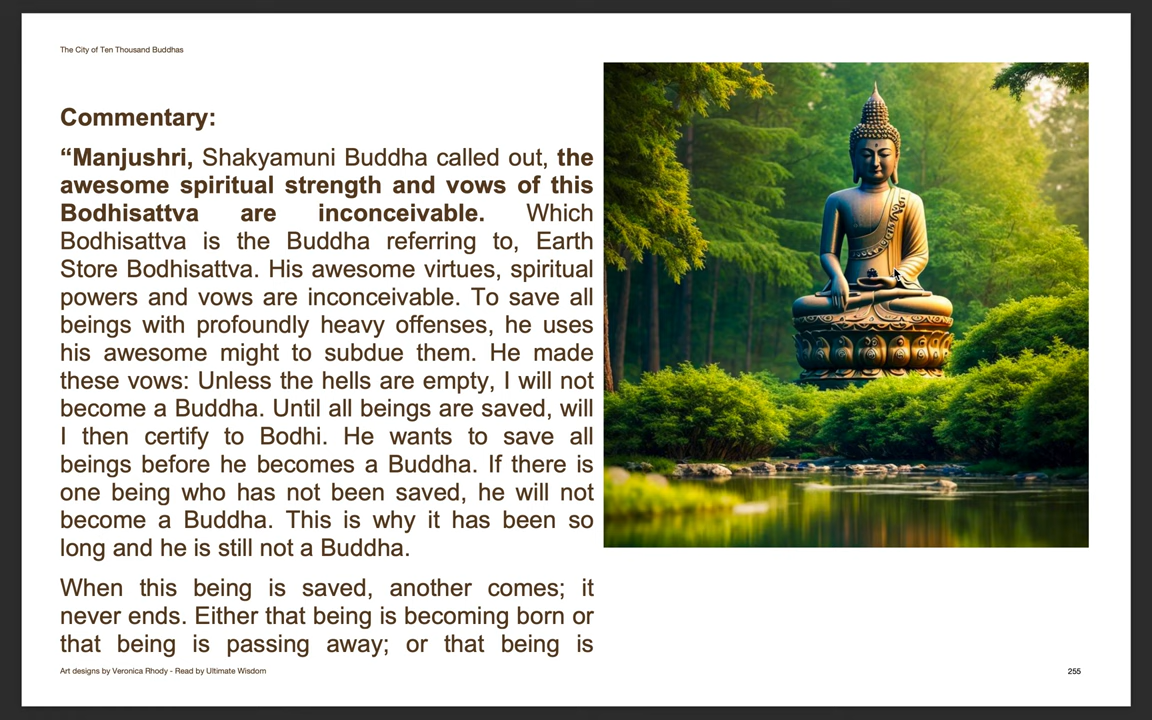 The City of Ten Thousand Buddhas
Commentary:
“Manjushri, Shakyamuni Buddha called out, the
awesome spiritual strength and vows of this
Bodhisattva are inconceivable. Which
Bodhisattva is the Buddha referring to, Earth
Store Bodhisattva. His awesome virtues, spiritual
powers and vows are inconceivable. To save all
beings with profoundly heavy offenses, he uses
his awesome might to subdue them. He made
these vows: Unless the hells are empty, I will not
become a Buddha. Until all beings are saved, will
I then certify to Bodhi. He wants to save all
beings before he becomes a Buddha. If there is
one being who has not been saved, he will not
become a Buddha. This is why it has been so
long and he is still not a Buddha.
When this being is saved, another comes; it
never ends. Either that being is becoming born or
that being is passing away; or that being is
Art designs by Veronica Rhody - Read by Ultimate Wisdom
255